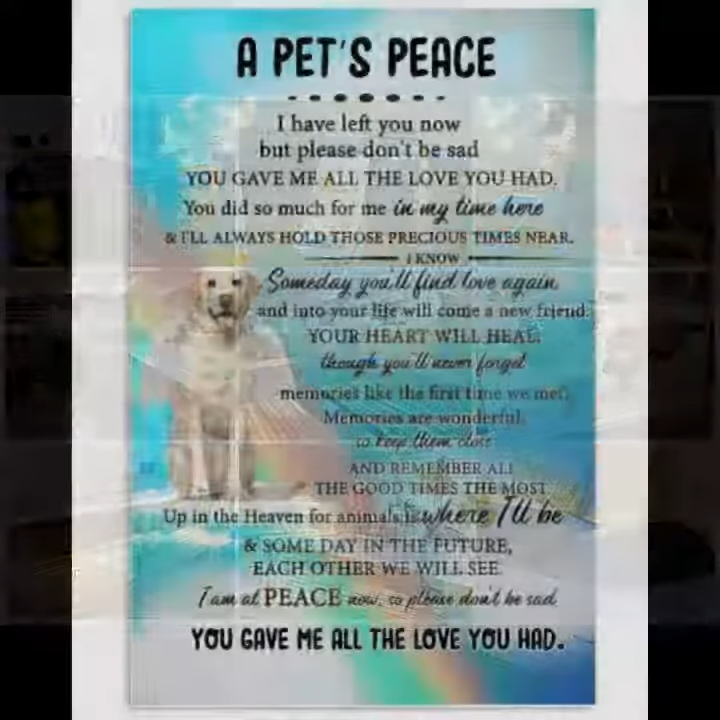 A PET'S PEACE
I have left you now
but please don't be sad
YOU GAVE ME ALL THE LOVE YOU HAD.
You did so much for me in my time here
& I'LL ALWAYS HOLD THOSE PRECIOUS TIMES NEAR.
I KNOW
Someday you'll find love again,
and into your life will come a new friend.
YOUR HEART WILL HEAL,
though you'll never forget
memories like the first time we met.
Memories are wonderful,
to keep them close
AND REMEMBER ALL
THE GOOD TIMES THE MOST.
Up in the Heaven for animals is where I'll be
& SOME DAY IN THE FUTURE,
EACH OTHER WE WILL SEE.
I am at PEACE now, so please don't be sad
YOU GAVE ME ALL THE LOVE YOU HAD.